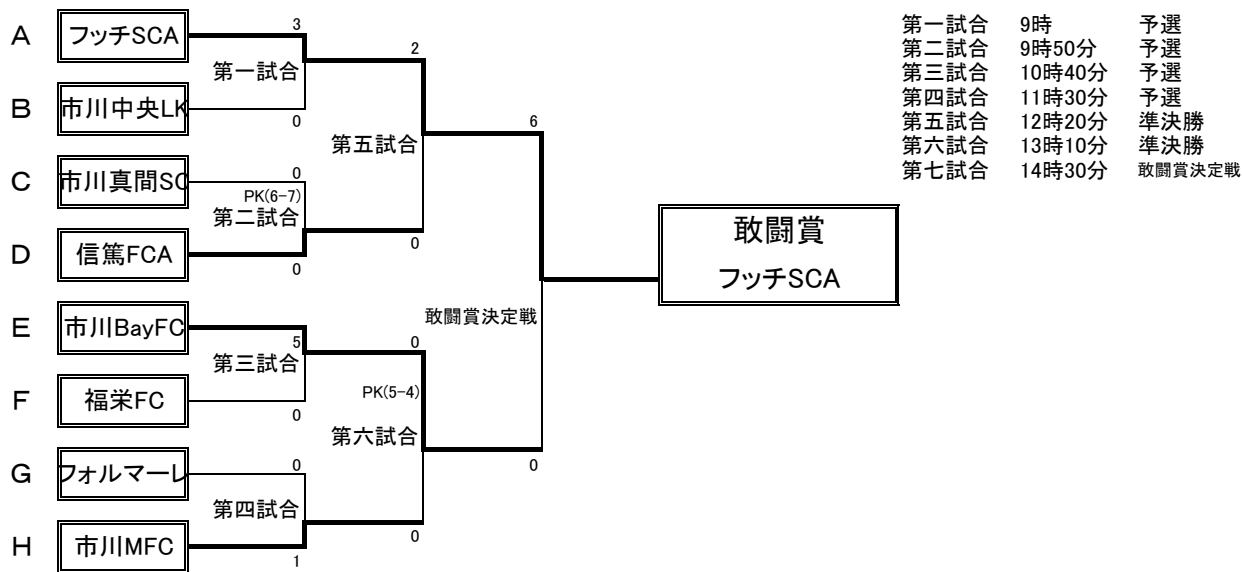 A フッチSCA 3
第一試合 2
B 市川中央LK 0
第五試合 6
C 市川真間SC 0
PK(6-7)
第二試合
D 信篤FCA 0 0
敢闘賞決定戦
E 市川BayFC 5 0
第三試合
F 福栄FC 0
PK(5-4)
第六試合
G フォルマーレ 0 0
第四試合
H 市川MFC 1 0
敢闘賞
フッチSCA
第一試合 9時 予選
第二試合 9時50分 予選
第三試合 10時40分 予選
第四試合 11時30分 予選
第五試合 12時20分 準決勝
第六試合 13時10分 準決勝
第七試合 14時30分 敢闘賞決定戦